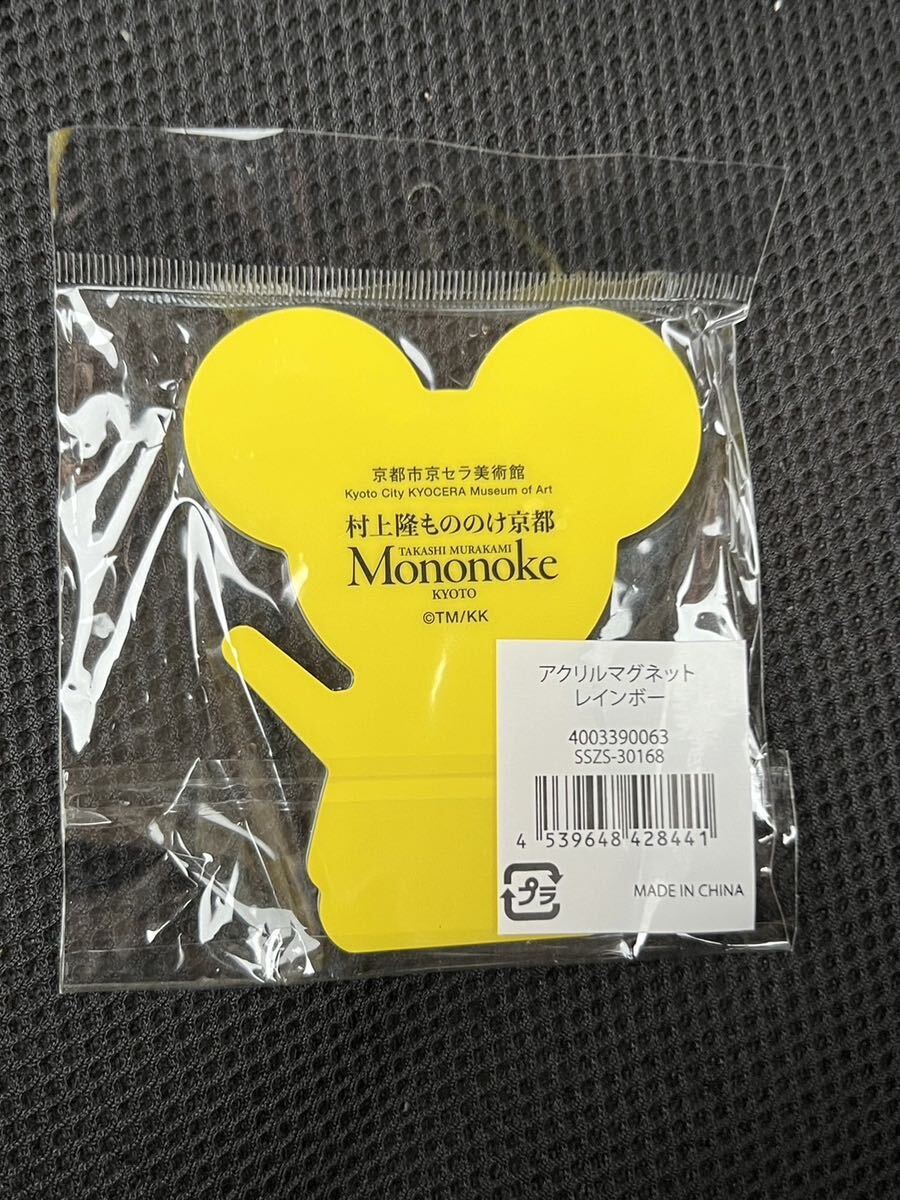 京都市京セラ美術館
Kyoto City KYOCERA Museum of Art
村上隆もののけ京都
TAKASHI MURAKAMI
Mononoke
KYOTO
©TM/KK
アクリルマグネット
レインボー
4003390063
SSZS-30168
4 539648 428441
プラ
MADE IN CHINA